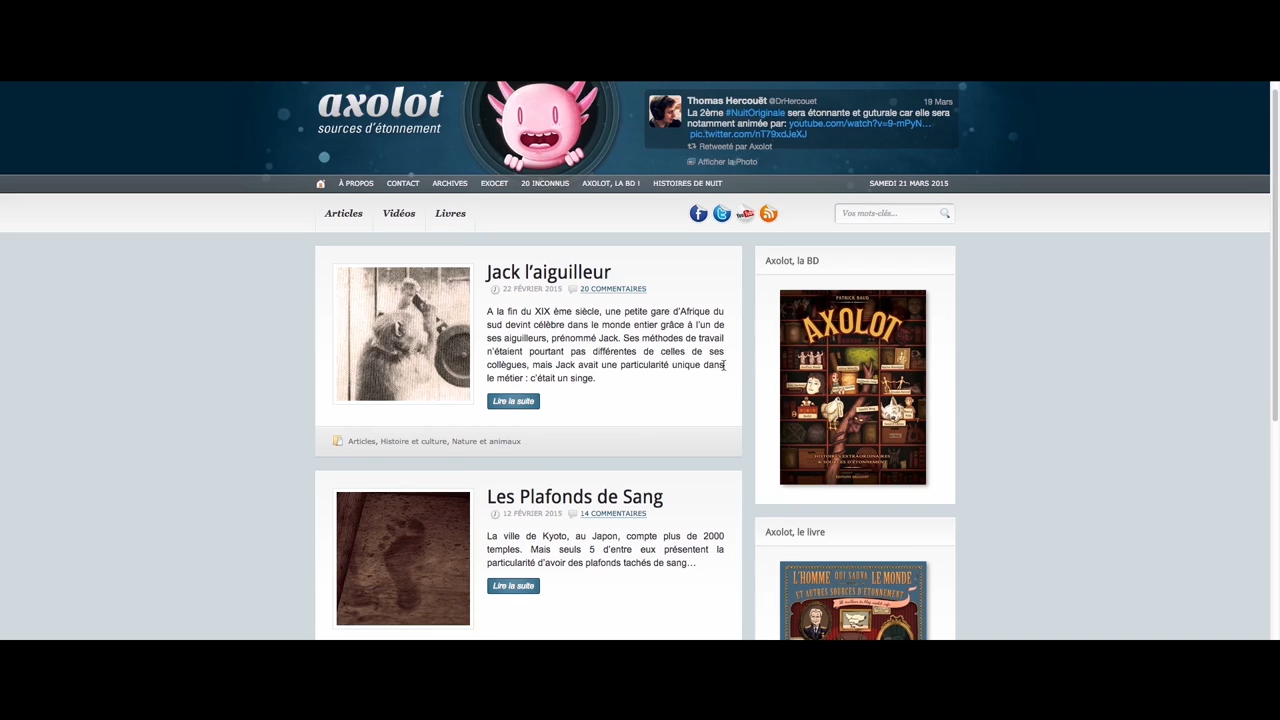 axolot
sources d'étonnement
Thomas Hercouët @DrHercouet 19 Mars
La 2ème #NuitOriginale sera étonnante et guturale car elle sera
notamment animée par: youtube.com/watch?v=9-mPyN...
pic.twitter.com/nT79xdJeXJ
Retweeté par Axolot
Afficher la Photo
À PROPOS CONTACT ARCHIVES EXOCET 20 INCONNUS AXOLOT, LA BD ! HISTOIRES DE NUIT SAMEDI 21 MARS 2015
Articles Vidéos Livres
Vos mots-clés...
Jack l'aiguilleur
22 FÉVRIER 2015 20 COMMENTAIRES
A la fin du XIX ème siècle, une petite gare d'Afrique du
sud devint célèbre dans le monde entier grâce à l'un de
ses aiguilleurs, prénommé Jack. Ses méthodes de travail
n'étaient pourtant pas différentes de celles de ses
collègues, mais Jack avait une particularité unique dans
le métier : c'était un singe.
Lire la suite
Articles, Histoire et culture, Nature et animaux
Les Plafonds de Sang
12 FÉVRIER 2015 14 COMMENTAIRES
La ville de Kyoto, au Japon, compte plus de 2000
temples. Mais seuls 5 d'entre eux présentent la
particularité d'avoir des plafonds tachés de sang...
Lire la suite
Axolot, la BD
PATRICK BAUD
AXOLOT
HISTOIRES EXTRAORDINAIRES
& SOURCES D'ÉTONNEMENT
EDITIONS DELCOURT
Axolot, le livre
L'HOMME QUI SAUVA LE MONDE
ET AUTRES SOURCES D'ÉTONNEMENT